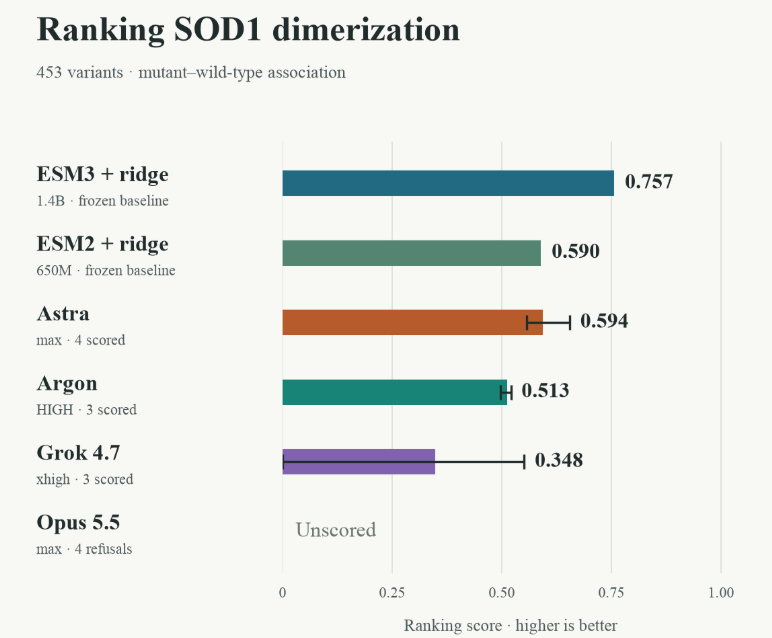 Ranking SOD1 dimerization
453 variants · mutant–wild-type association
ESM3 + ridge
1.4B · frozen baseline
0.757
ESM2 + ridge
650M · frozen baseline
0.590
Astra
max · 4 scored
0.594
Argon
HIGH · 3 scored
0.513
Grok 4.7
xhigh · 3 scored
0.348
Opus 5.5
max · 4 refusals
Unscored
0 0.25 0.50 0.75 1.00
Ranking score · higher is better